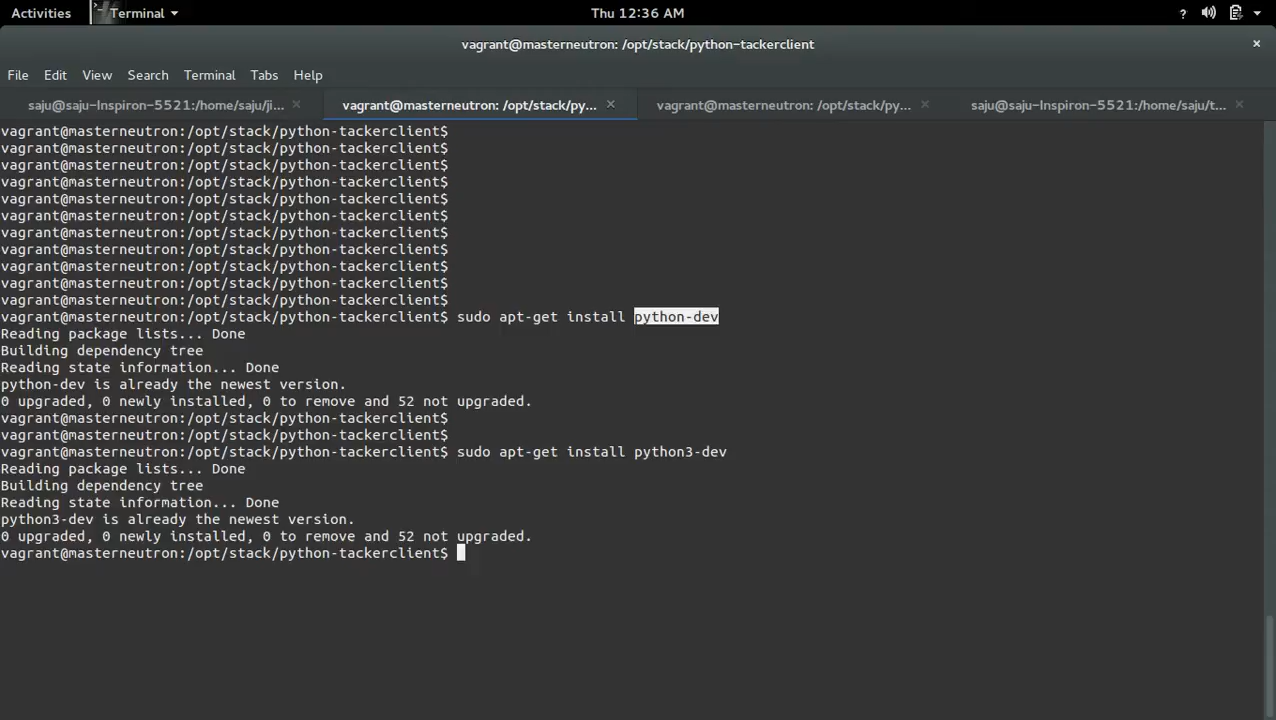 Activities Terminal Thu 12:36 AM ?
vagrant@masterneutron: /opt/stack/python-tackerclient ×
File Edit View Search Terminal Tabs Help
saju@saju-Inspiron-5521:/home/saju/ji... × vagrant@masterneutron: /opt/stack/py... × vagrant@masterneutron: /opt/stack/py... × saju@saju-Inspiron-5521:/home/saju/t... ×
vagrant@masterneutron:/opt/stack/python-tackerclient$
vagrant@masterneutron:/opt/stack/python-tackerclient$
vagrant@masterneutron:/opt/stack/python-tackerclient$
vagrant@masterneutron:/opt/stack/python-tackerclient$
vagrant@masterneutron:/opt/stack/python-tackerclient$
vagrant@masterneutron:/opt/stack/python-tackerclient$
vagrant@masterneutron:/opt/stack/python-tackerclient$
vagrant@masterneutron:/opt/stack/python-tackerclient$
vagrant@masterneutron:/opt/stack/python-tackerclient$
vagrant@masterneutron:/opt/stack/python-tackerclient$
vagrant@masterneutron:/opt/stack/python-tackerclient$
vagrant@masterneutron:/opt/stack/python-tackerclient$ sudo apt-get install python-dev
Reading package lists... Done
Building dependency tree
Reading state information... Done
python-dev is already the newest version.
0 upgraded, 0 newly installed, 0 to remove and 52 not upgraded.
vagrant@masterneutron:/opt/stack/python-tackerclient$
vagrant@masterneutron:/opt/stack/python-tackerclient$
vagrant@masterneutron:/opt/stack/python-tackerclient$ sudo apt-get install python3-dev
Reading package lists... Done
Building dependency tree
Reading state information... Done
python3-dev is already the newest version.
0 upgraded, 0 newly installed, 0 to remove and 52 not upgraded.
vagrant@masterneutron:/opt/stack/python-tackerclient$